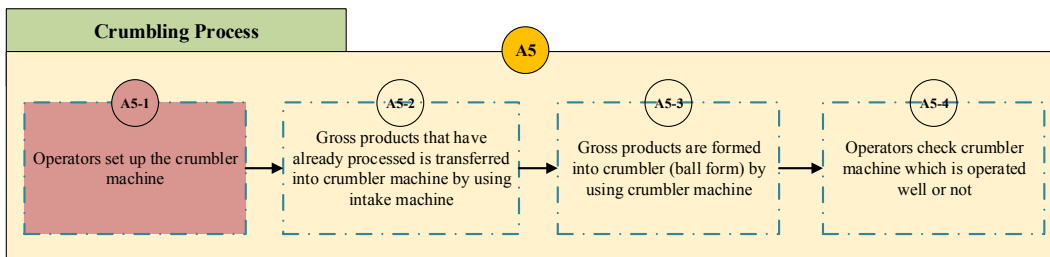 Crumbling Process
A5
A5-1
Operators set up the crumbler
machine
A5-2
Gross products that have
already processed is transferred
into crumbler machine by using
intake machine
A5-3
Gross products are formed
into crumbler (ball form) by
using crumbler machine
A5-4
Operators check crumbler
machine which is operated
well or not